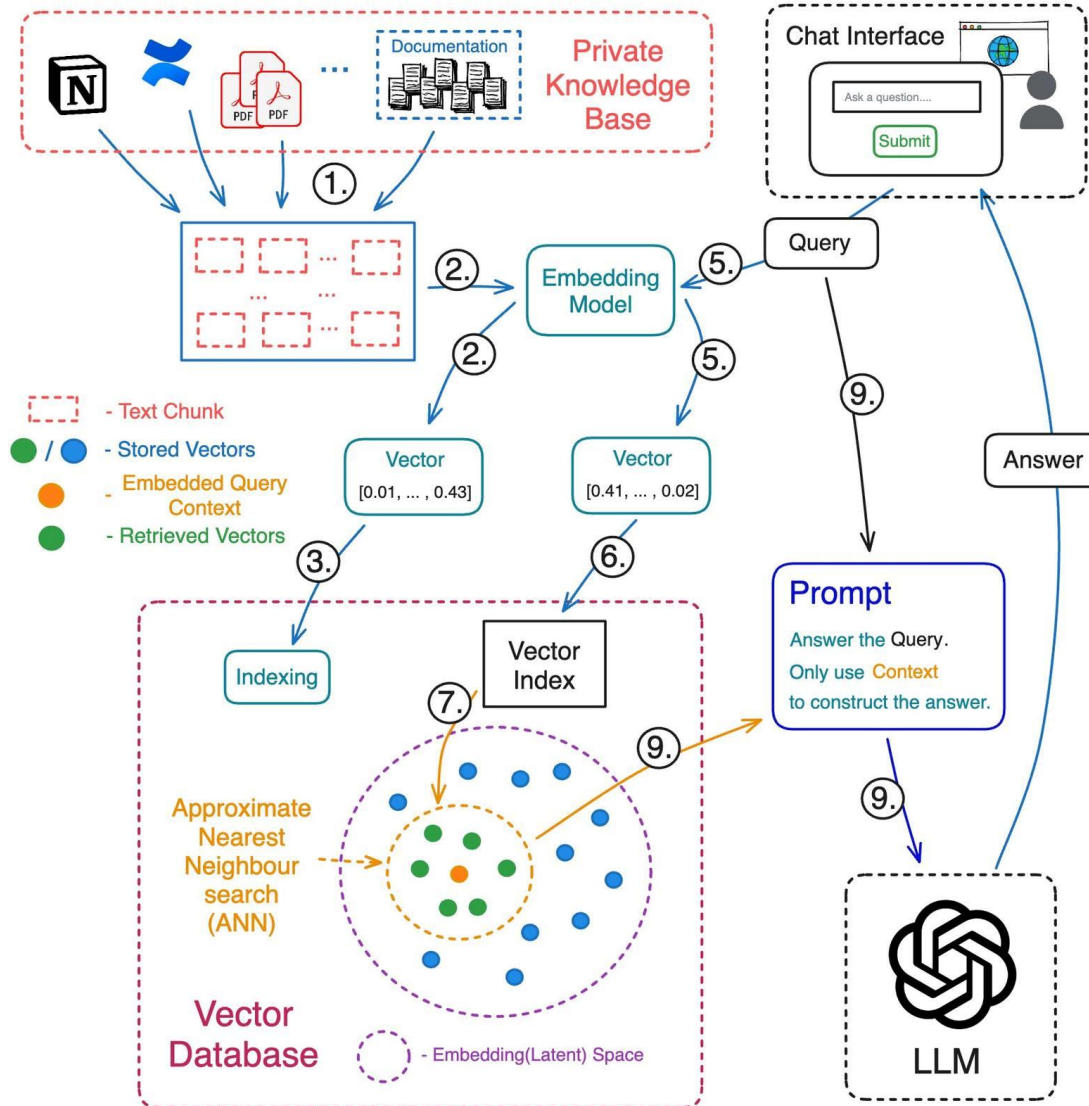 Documentation
Private
Knowledge
Base
N
PDF
PDF
PDF
...
Chat Interface
Ask a question....
Submit
1.
...
... ...
...
2.
Embedding
Model
5.
Query
2.
5.
9.
- Text Chunk
/ - Stored Vectors
- Embedded Query
Context
- Retrieved Vectors
Vector
[0.01, ... , 0.43]
Vector
[0.41, ... , 0.02]
Answer
3.
6.
Prompt
Answer the Query.
Only use Context
to construct the answer.
Indexing
Vector
Index
7.
9.
9.
Approximate
Nearest
Neighbour
search
(ANN)
Vector
Database
- Embedding(Latent) Space
LLM